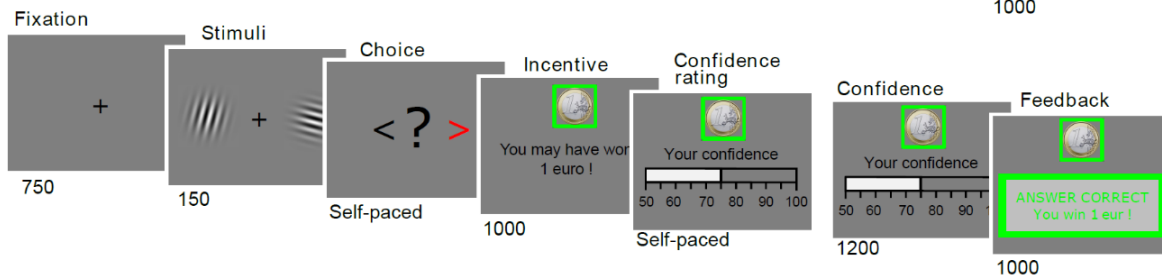 1000
Fixation
Stimuli
Choice
Incentive
Confidence
rating
Confidence
Feedback
+
+
< ? >
You may have wor
1 euro !
Your confidence
50 60 70 80 90 100
Your confidence
50 60 70 80 90
ANSWER CORRECT
You win 1 eur !
750
150
Self-paced
1000
Self-paced
1200
1000